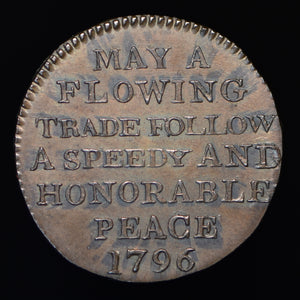 MAY A
FLOWING
TRADE FOLLOW
A SPEEDY AND
HONORABLE
PEACE
1796